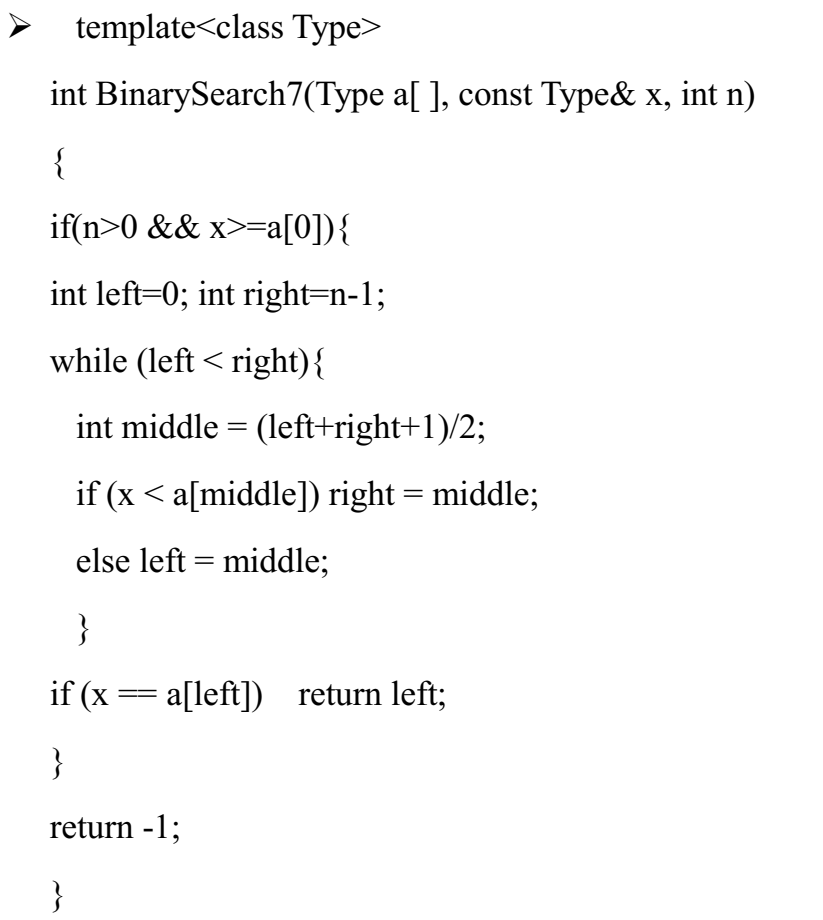 ➢ template<class Type>
int BinarySearch7(Type a[ ], const Type& x, int n)
{
if(n>0 && x>=a[0]){
int left=0; int right=n-1;
while (left < right){
int middle = (left+right+1)/2;
if (x < a[middle]) right = middle;
else left = middle;
}
if (x == a[left]) return left;
}
return -1;
}